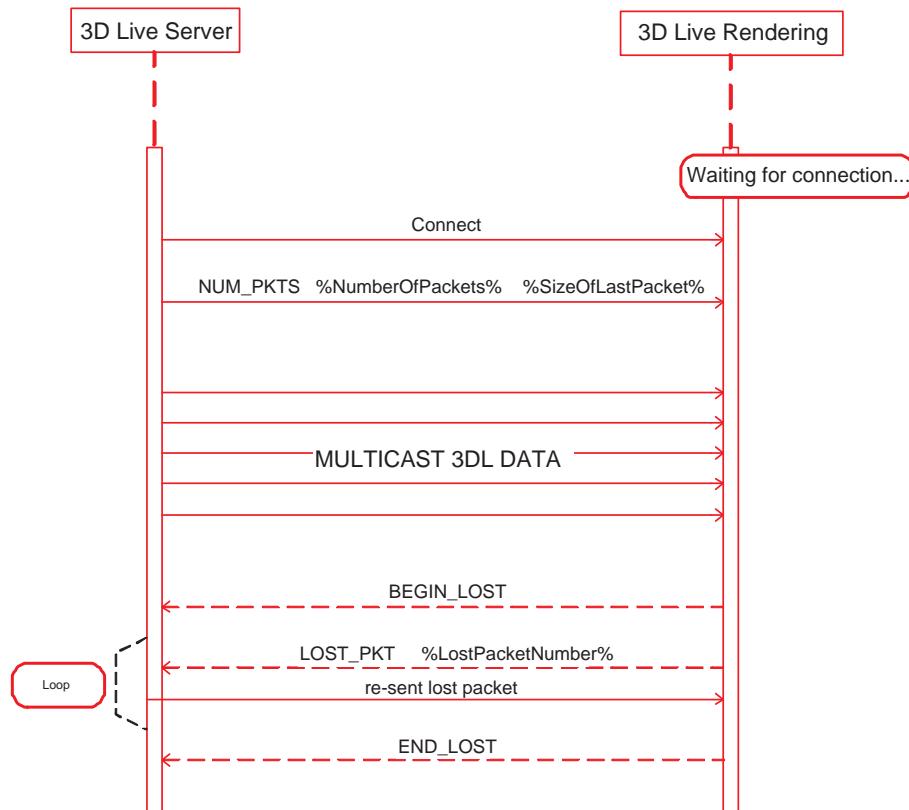 3D Live Server
3D Live Rendering
Waiting for connection...
Connect
NUM_PKTS %NumberOfPackets% %SizeOfLastPacket%
MULTICAST 3DL DATA
BEGIN_LOST
LOST_PKT %LostPacketNumber%
Loop
re-sent lost packet
END_LOST